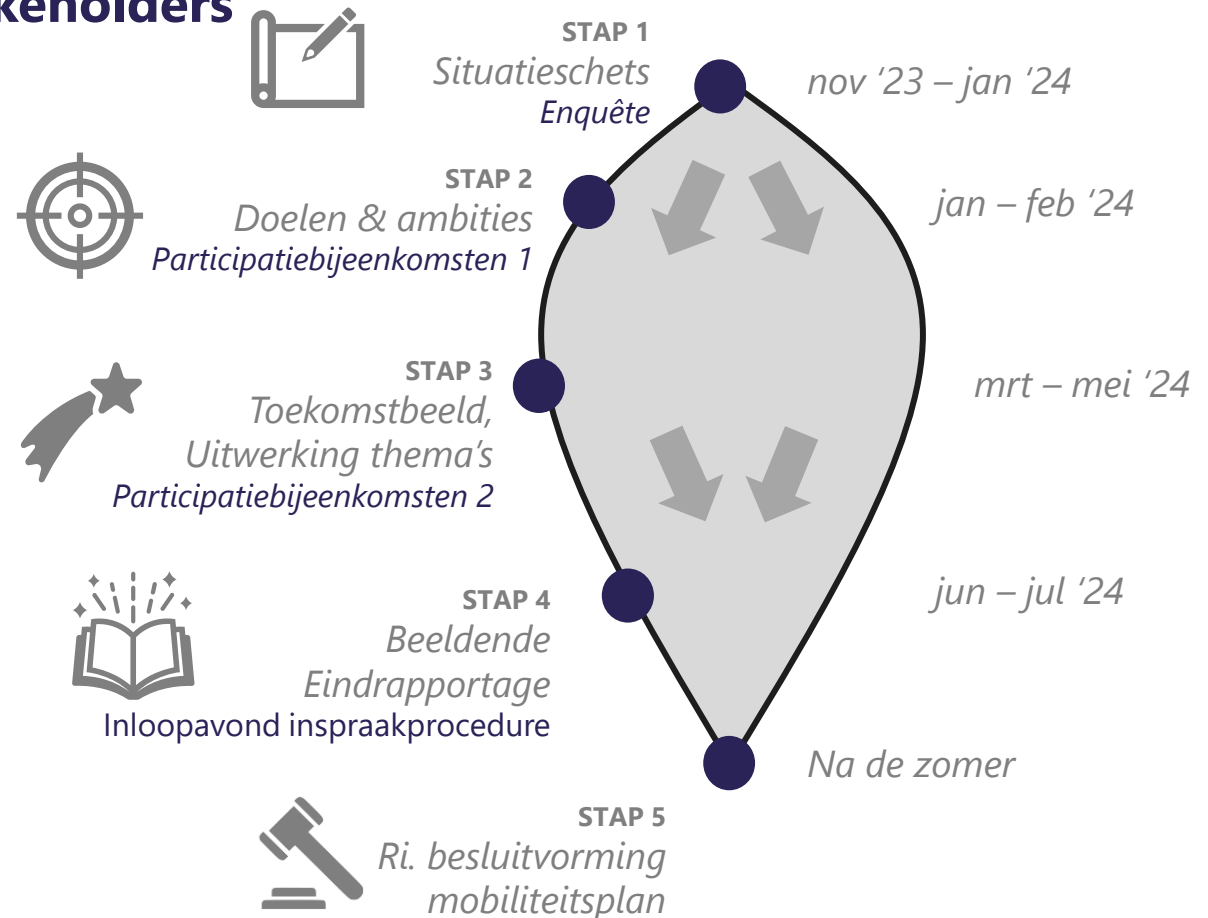 keholders
STAP 1
Situatieschets
Enquête
nov ‘23 – jan ‘24
STAP 2
Doelen & ambities
Participatiebijeenkomsten 1
jan – feb ‘24
STAP 3
Toekomstbeeld,
Uitwerking thema’s
Participatiebijeenkomsten 2
mrt – mei ‘24
STAP 4
Beeldende
Eindrapportage
Inloopavond inspraakprocedure
jun – jul ‘24
Na de zomer
STAP 5
Ri. besluitvorming
mobiliteitsplan